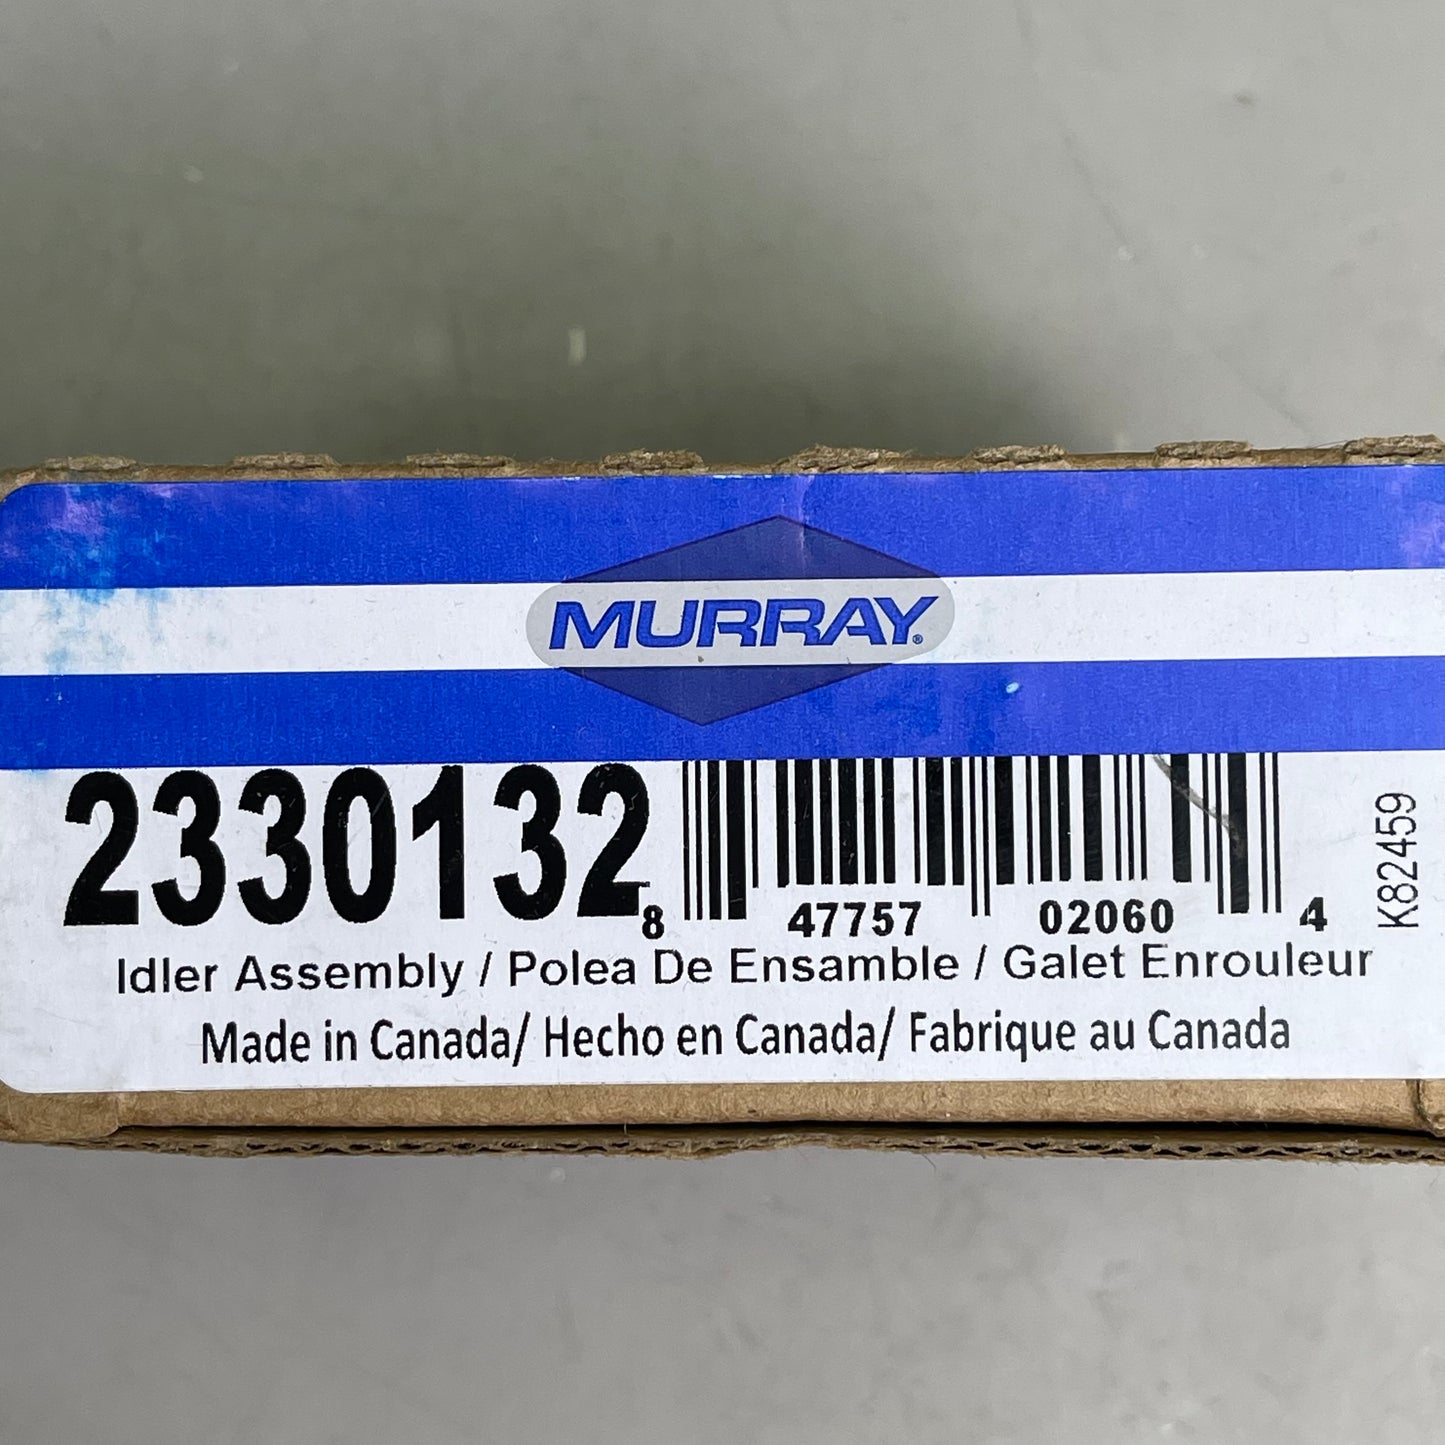 MURRAY®
2330132
8 47757 02060 4
K82459
Idler Assembly / Polea De Ensamble / Galet Enrouleur
Made in Canada/ Hecho en Canada/ Fabrique au Canada